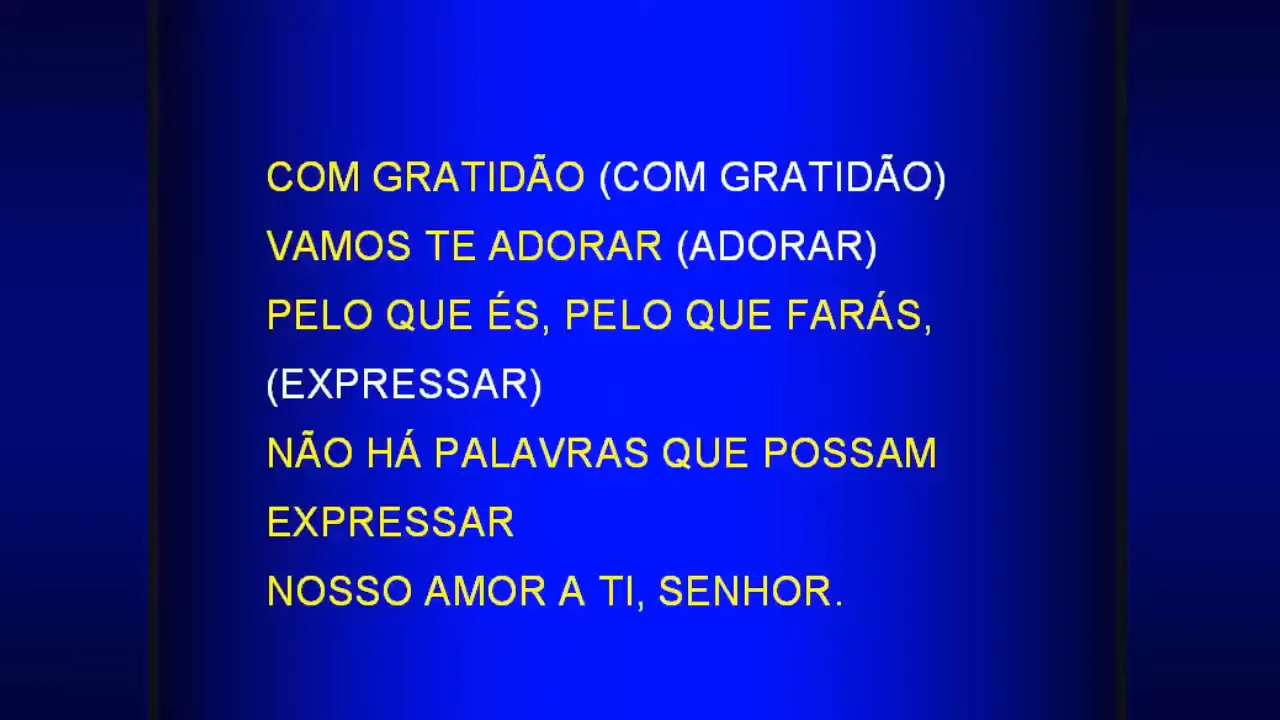 COM GRATIDÃO (COM GRATIDÃO)
VAMOS TE ADORAR (ADORAR)
PELO QUE ÉS, PELO QUE FARÁS,
(EXPRESSAR)
NÃO HÁ PALAVRAS QUE POSSAM
EXPRESSAR
NOSSO AMOR A TI, SENHOR.